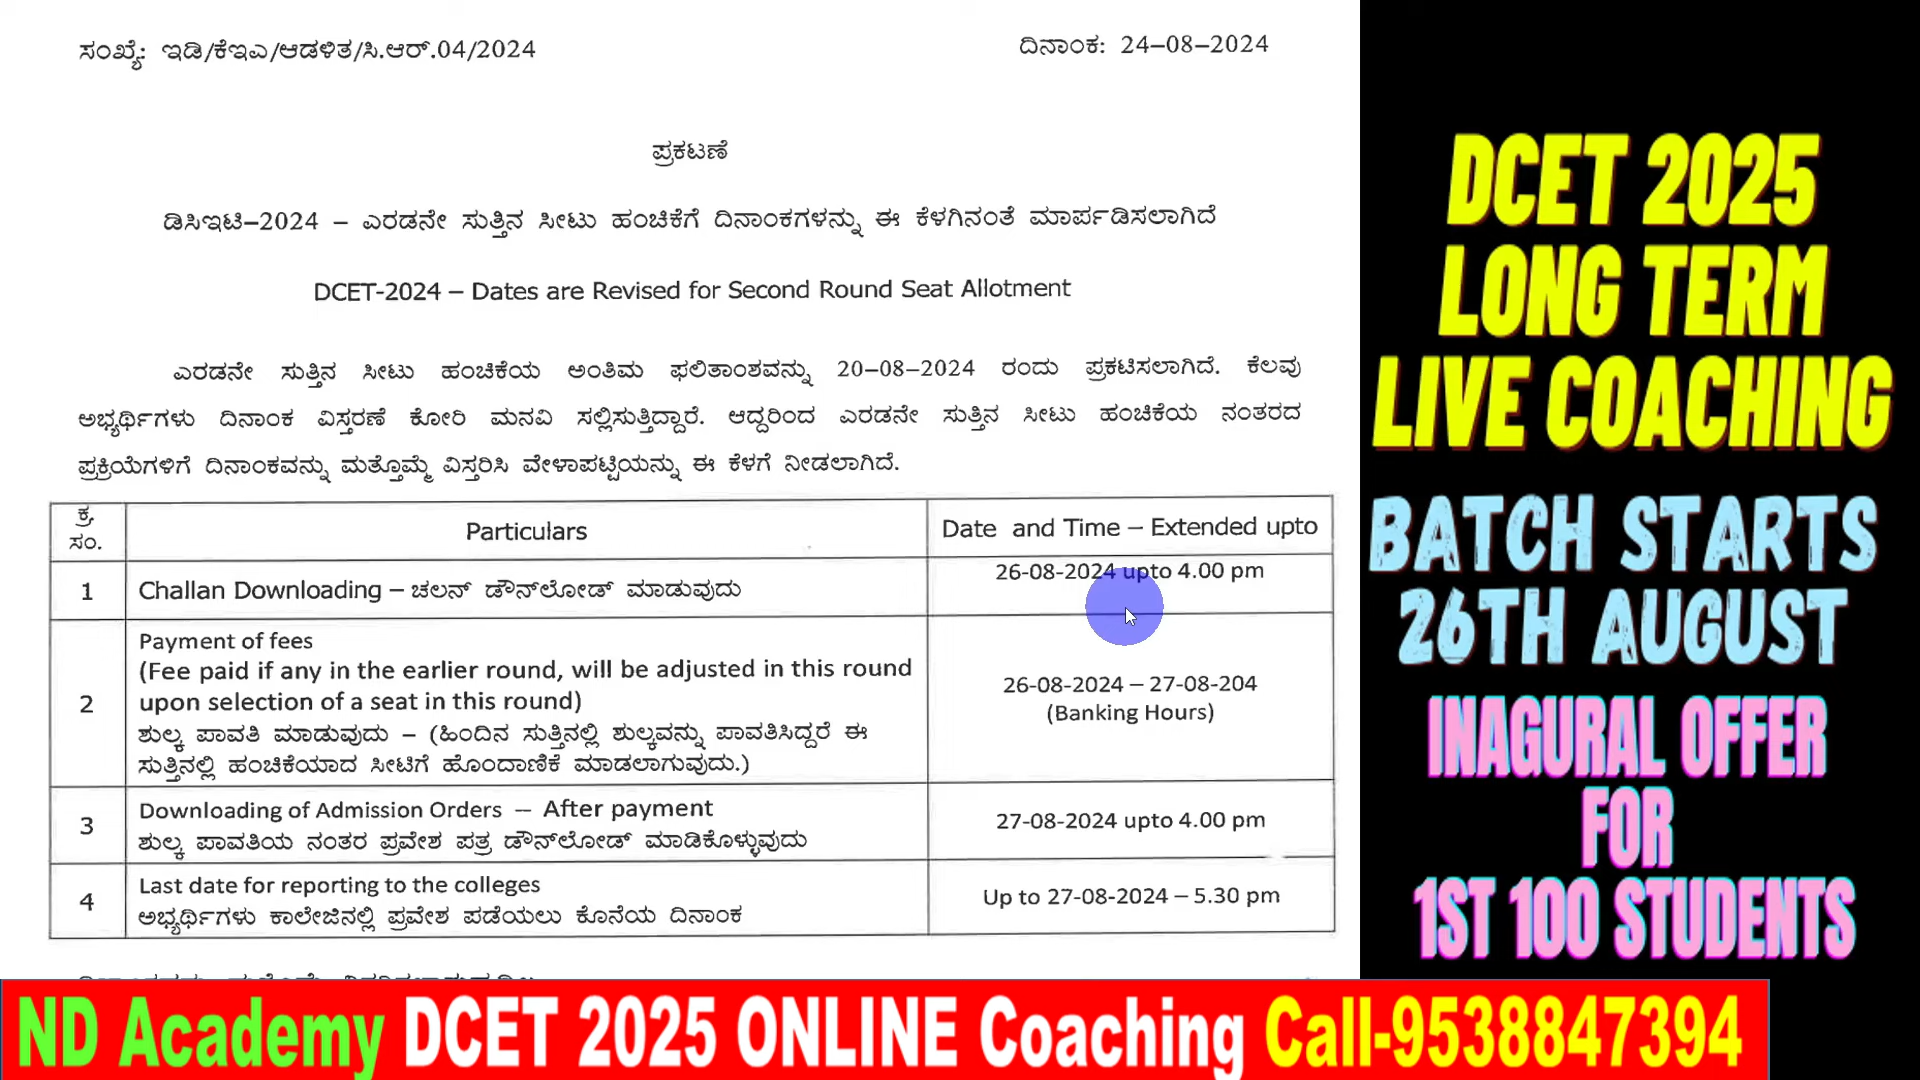 ಸಂಖ್ಯೆ: ಇಡಿ/ಕೆಇಎ/ಆಡಳಿತ/ಸಿ.ಆರ್.04/2024
ದಿನಾಂಕ: 24-08-2024
ಪ್ರಕಟಣೆ
ಡಿಸಿಇಟಿ-2024 – ಎರಡನೇ ಸುತ್ತಿನ ಸೀಟು ಹಂಚಿಕೆಗೆ ದಿನಾಂಕಗಳನ್ನು ಈ ಕೆಳಗಿನಂತೆ ಮಾರ್ಪಡಿಸಲಾಗಿದೆ
DCET-2024 – Dates are Revised for Second Round Seat Allotment
ಎರಡನೇ ಸುತ್ತಿನ ಸೀಟು ಹಂಚಿಕೆಯ ಅಂತಿಮ ಫಲಿತಾಂಶವನ್ನು 20-08-2024 ರಂದು ಪ್ರಕಟಿಸಲಾಗಿದೆ. ಕೆಲವು
ಅಭ್ಯರ್ಥಿಗಳು ದಿನಾಂಕ ವಿಸ್ತರಣೆ ಕೋರಿ ಮನವಿ ಸಲ್ಲಿಸುತ್ತಿದ್ದಾರೆ. ಆದ್ದರಿಂದ ಎರಡನೇ ಸುತ್ತಿನ ಸೀಟು ಹಂಚಿಕೆಯ ನಂತರದ
ಪ್ರಕ್ರಿಯೆಗಳಿಗೆ ದಿನಾಂಕವನ್ನು ಮತ್ತೊಮ್ಮೆ ವಿಸ್ತರಿಸಿ ವೇಳಾಪಟ್ಟಿಯನ್ನು ಈ ಕೆಳಗೆ ನೀಡಲಾಗಿದೆ.
ಕ್ರ.
ಸಂ.
Particulars
Date and Time – Extended upto
1
Challan Downloading – ಚಲನ್ ಡೌನ್‌ಲೋಡ್ ಮಾಡುವುದು
26-08-2024 upto 4.00 pm
2
Payment of fees
(Fee paid if any in the earlier round, will be adjusted in this round
upon selection of a seat in this round)
ಶುಲ್ಕ ಪಾವತಿ ಮಾಡುವುದು – (ಹಿಂದಿನ ಸುತ್ತಿನಲ್ಲಿ ಶುಲ್ಕವನ್ನು ಪಾವತಿಸಿದ್ದರೆ ಈ
ಸುತ್ತಿನಲ್ಲಿ ಹಂಚಿಕೆಯಾದ ಸೀಟಿಗೆ ಹೊಂದಾಣಿಕೆ ಮಾಡಲಾಗುವುದು.)
26-08-2024 – 27-08-204
(Banking Hours)
3
Downloading of Admission Orders – After payment
ಶುಲ್ಕ ಪಾವತಿಯ ನಂತರ ಪ್ರವೇಶ ಪತ್ರ ಡೌನ್‌ಲೋಡ್ ಮಾಡಿಕೊಳ್ಳುವುದು
27-08-2024 upto 4.00 pm
4
Last date for reporting to the colleges
ಅಭ್ಯರ್ಥಿಗಳು ಕಾಲೇಜಿನಲ್ಲಿ ಪ್ರವೇಶ ಪಡೆಯಲು ಕೊನೆಯ ದಿನಾಂಕ
Up to 27-08-2024 – 5.30 pm
DCET 2025
LONG TERM
LIVE COACHING
BATCH STARTS
26TH AUGUST
INAGURAL OFFER
FOR
1ST 100 STUDENTS
ND Academy DCET 2025 ONLINE Coaching Call-9538847394